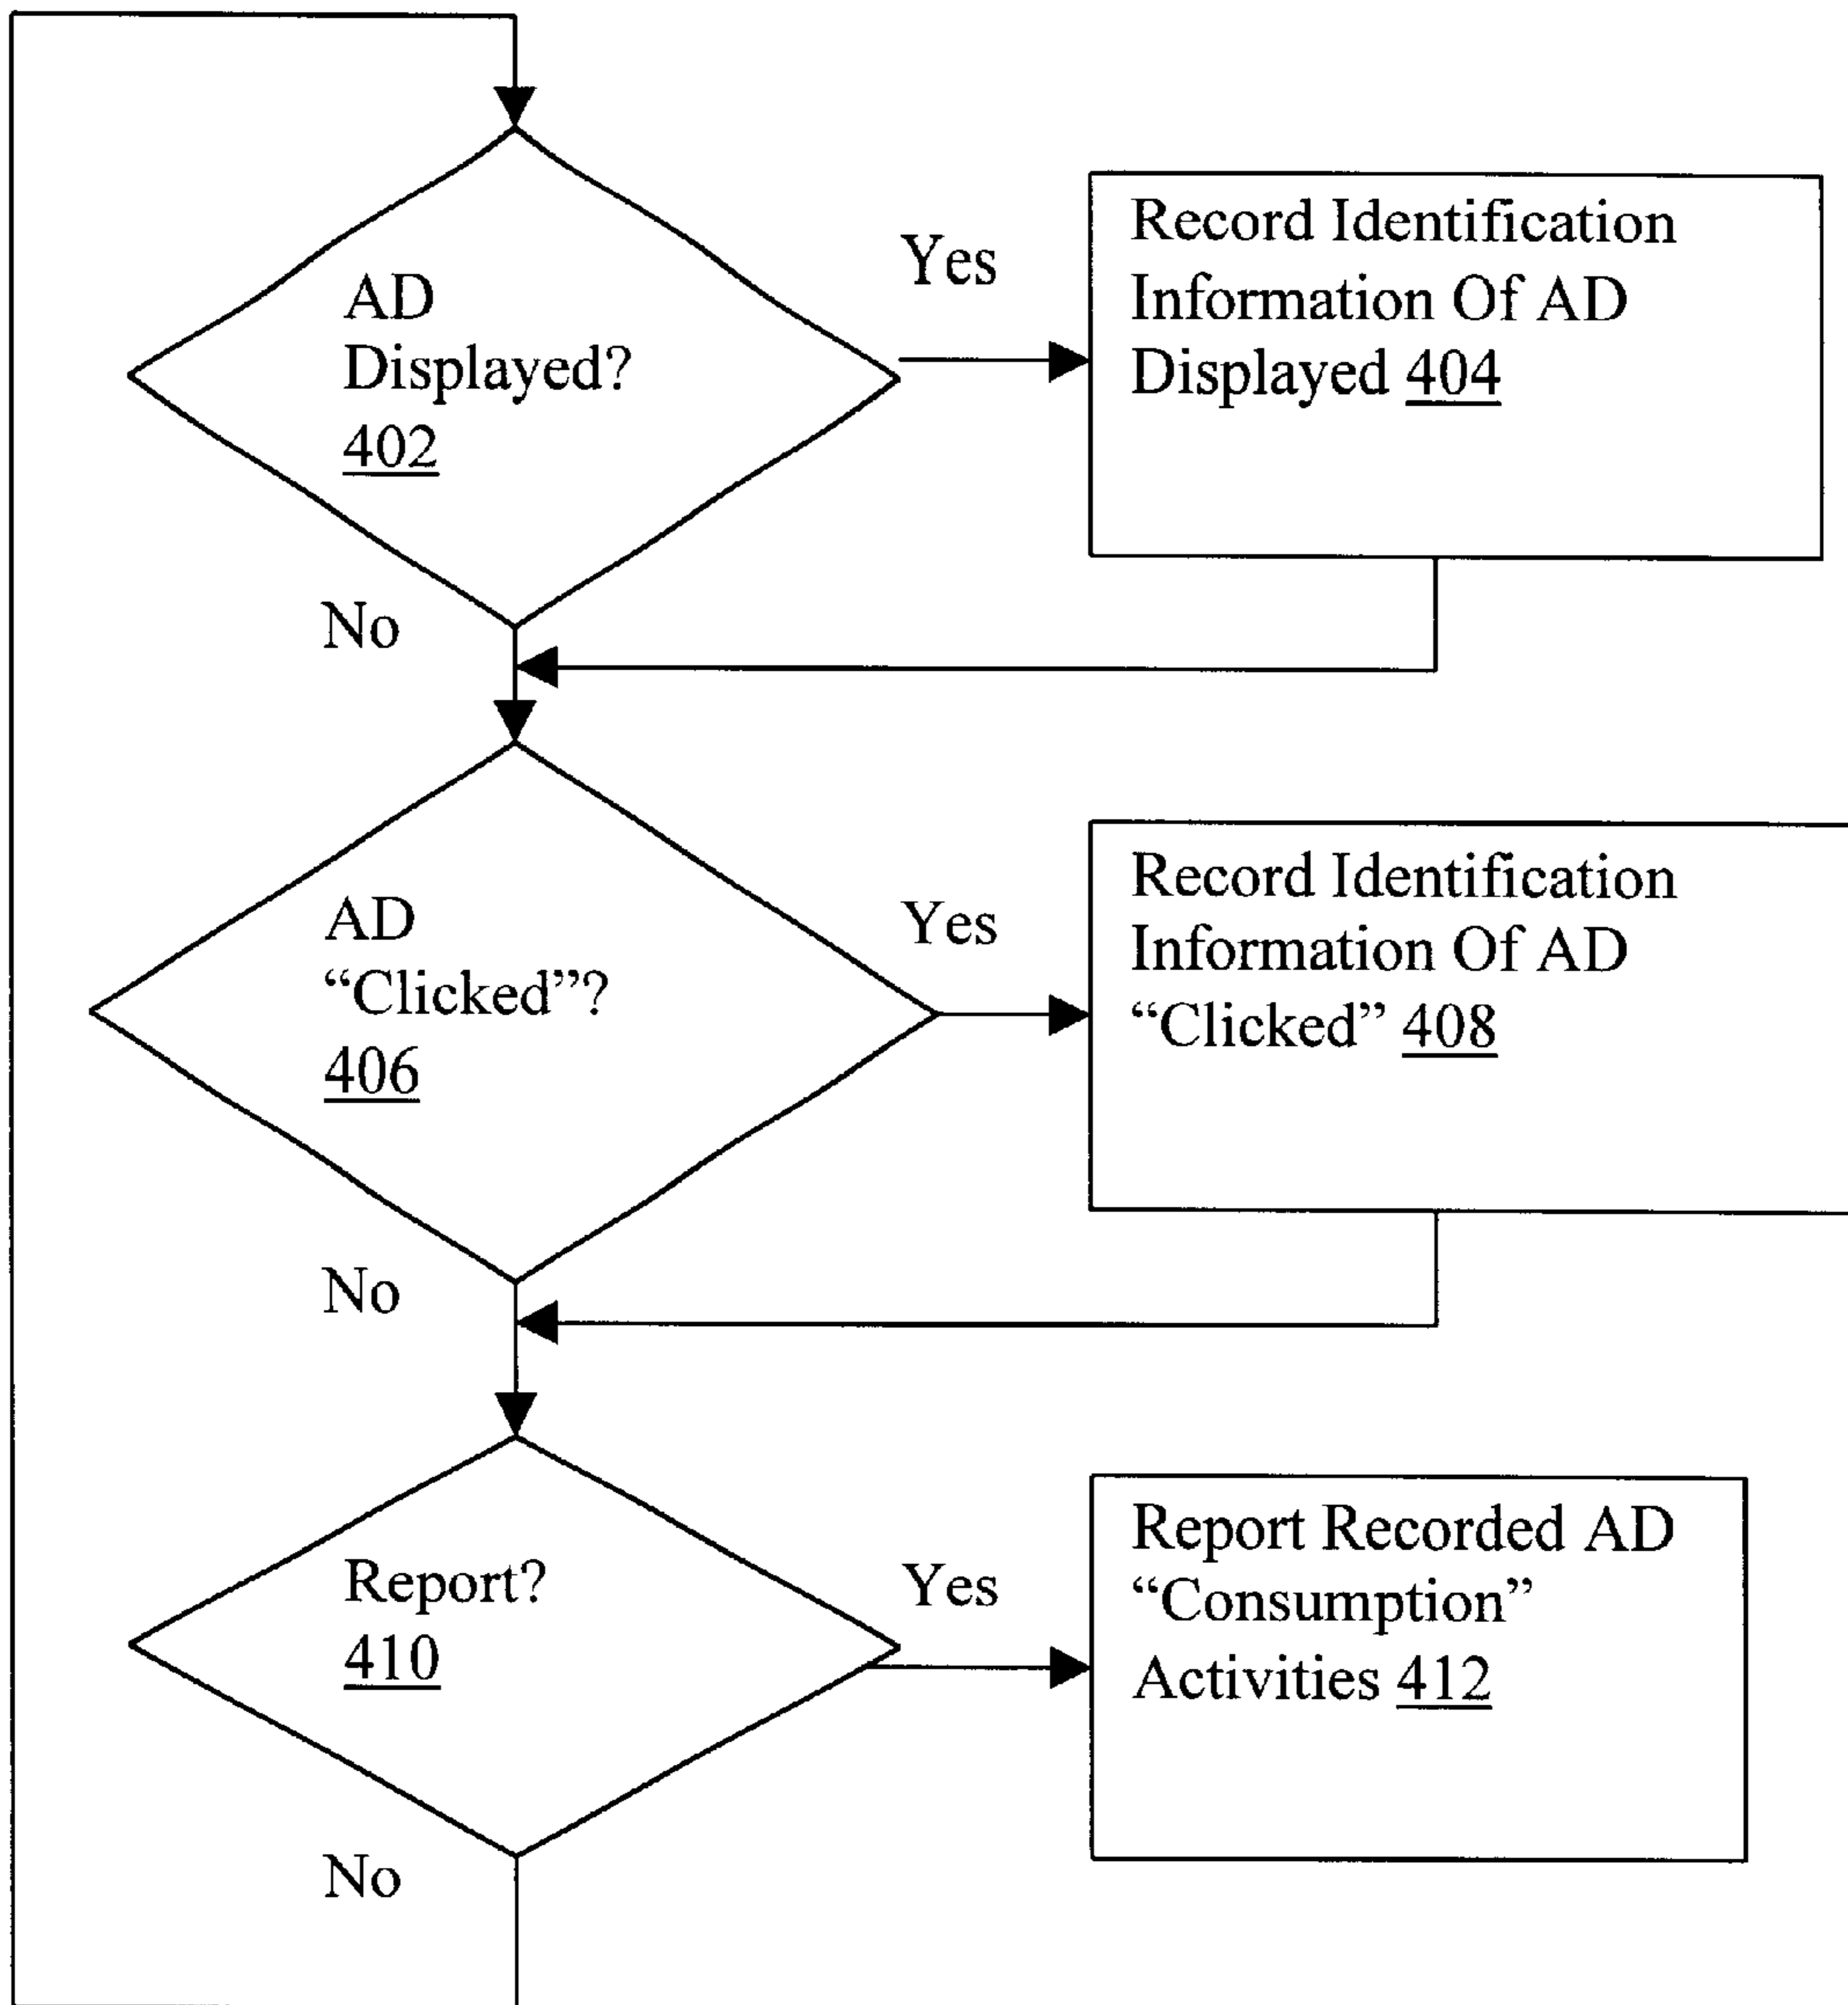 AD
Displayed?
402
Yes
Record Identification
Information Of AD
Displayed 404
No
AD
“Clicked”?
406
Yes
Record Identification
Information Of AD
“Clicked” 408
No
Report?
410
Yes
Report Recorded AD
“Consumption”
Activities 412
No